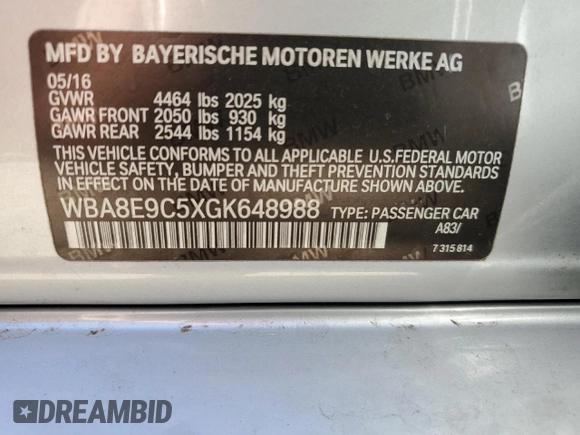 MFD BY BAYERISCHE MOTOREN WERKE AG
05/16
GVWR 4464 lbs 2025 kg
GAWR FRONT 2050 lbs 930 kg
GAWR REAR 2544 lbs 1154 kg
THIS VEHICLE CONFORMS TO ALL APPLICABLE U.S.FEDERAL MOTOR
VEHICLE SAFETY, BUMPER AND THEFT PREVENTION STANDARDS
IN EFFECT ON THE DATE OF MANUFACTURE SHOWN ABOVE.
WBA8E9C5XGK648988 TYPE: PASSENGER CAR
A83/
7 315 814
DREAMBID